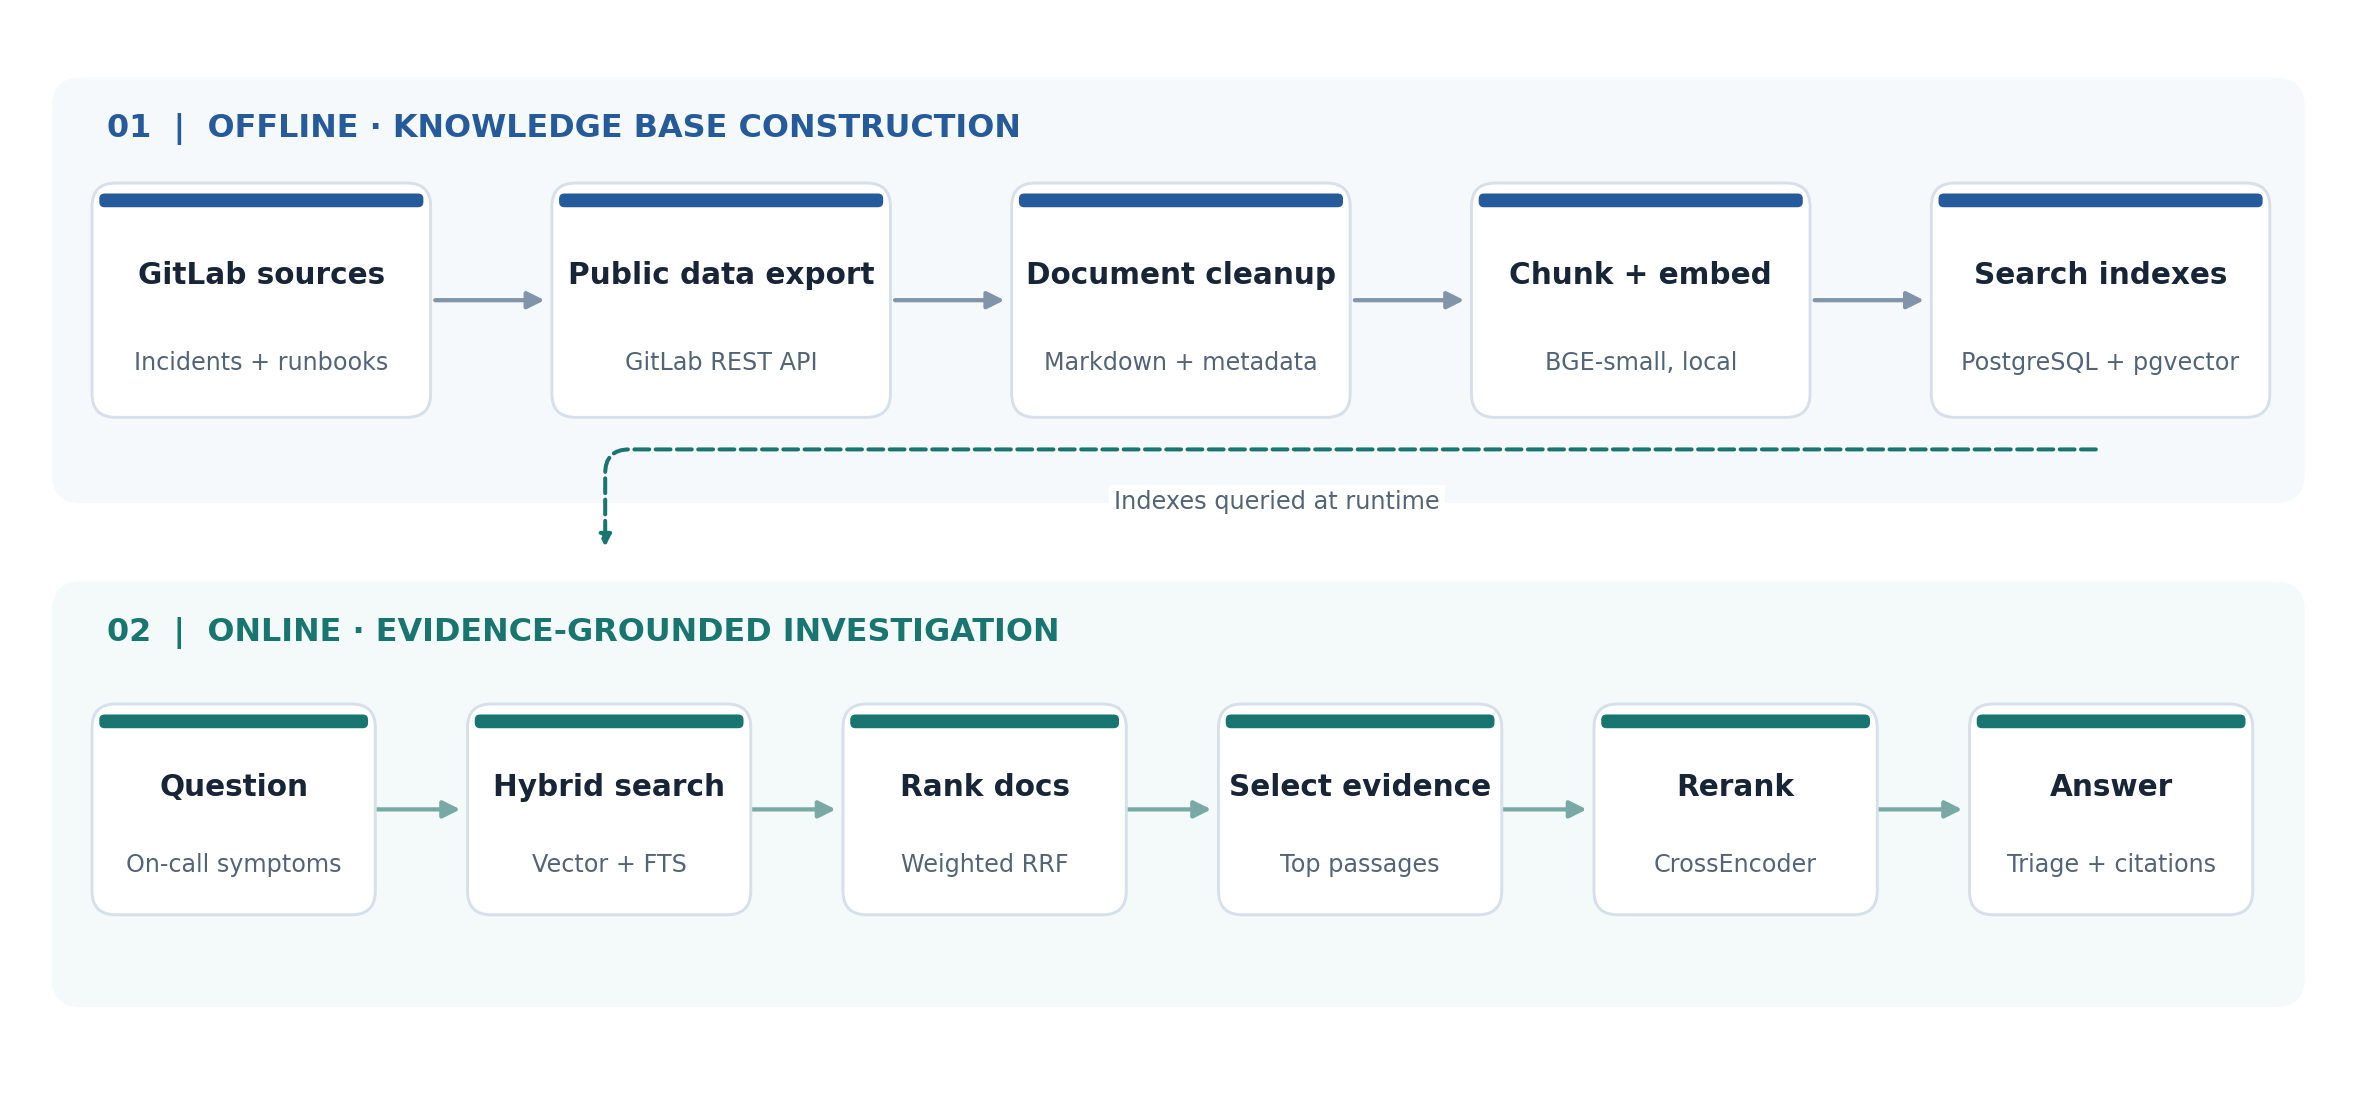 01 | OFFLINE · KNOWLEDGE BASE CONSTRUCTION
GitLab sources
Incidents + runbooks
Public data export
GitLab REST API
Document cleanup
Markdown + metadata
Chunk + embed
BGE-small, local
Search indexes
PostgreSQL + pgvector
Indexes queried at runtime
02 | ONLINE · EVIDENCE-GROUNDED INVESTIGATION
Question
On-call symptoms
Hybrid search
Vector + FTS
Rank docs
Weighted RRF
Select evidence
Top passages
Rerank
CrossEncoder
Answer
Triage + citations